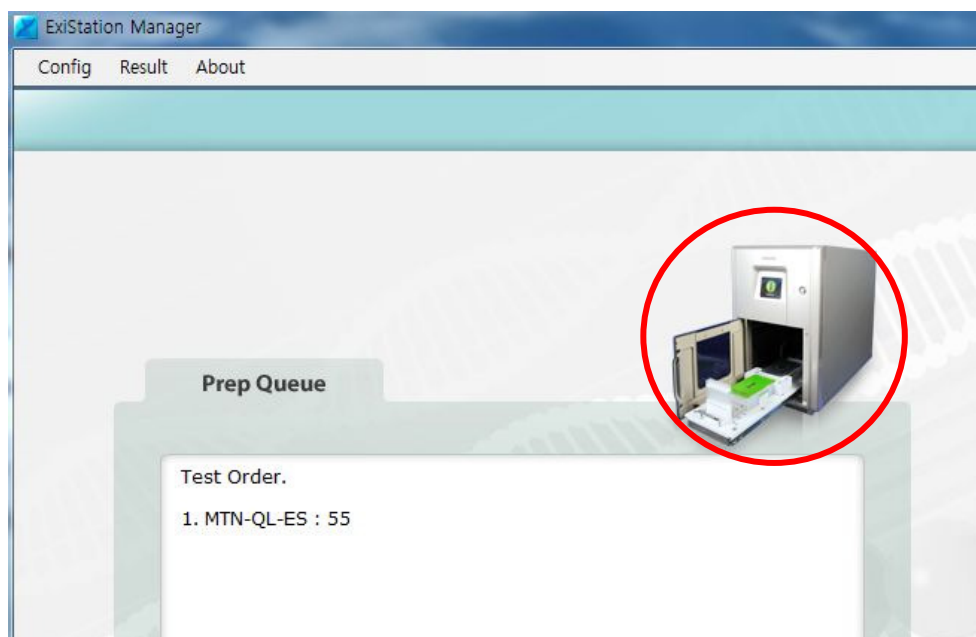 ExiStation Manager
Config Result About
Prep Queue
Test Order.
1. MTN-QL-ES : 55